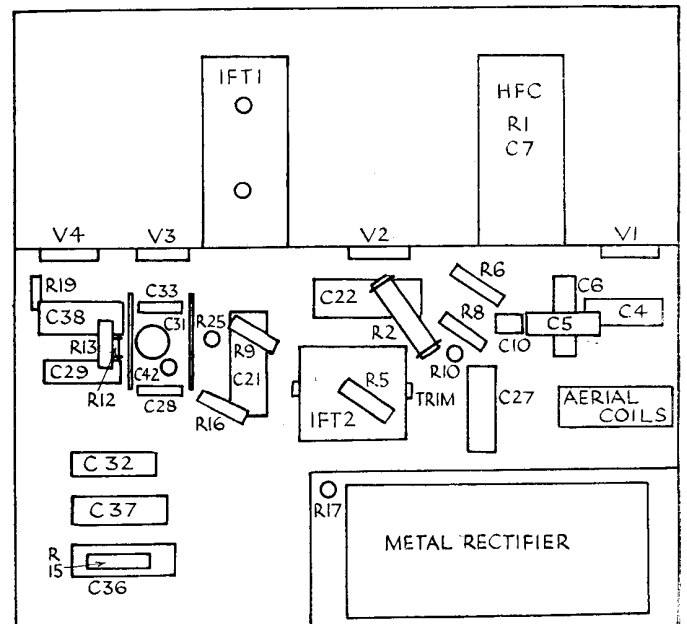 IFT1
HFC
R1
C7
V4
V3
V2
V1
R19
C33
C38
C31
R25
R13
C42
C29
R12
C28
R9
C21
R16
C22
R2
R6
R8
R10
C10
C6
C5
C4
R5
IFT2
TRIM
C27
AERIAL
COILS
C32
C37
R
15
C36
R17
METAL RECTIFIER